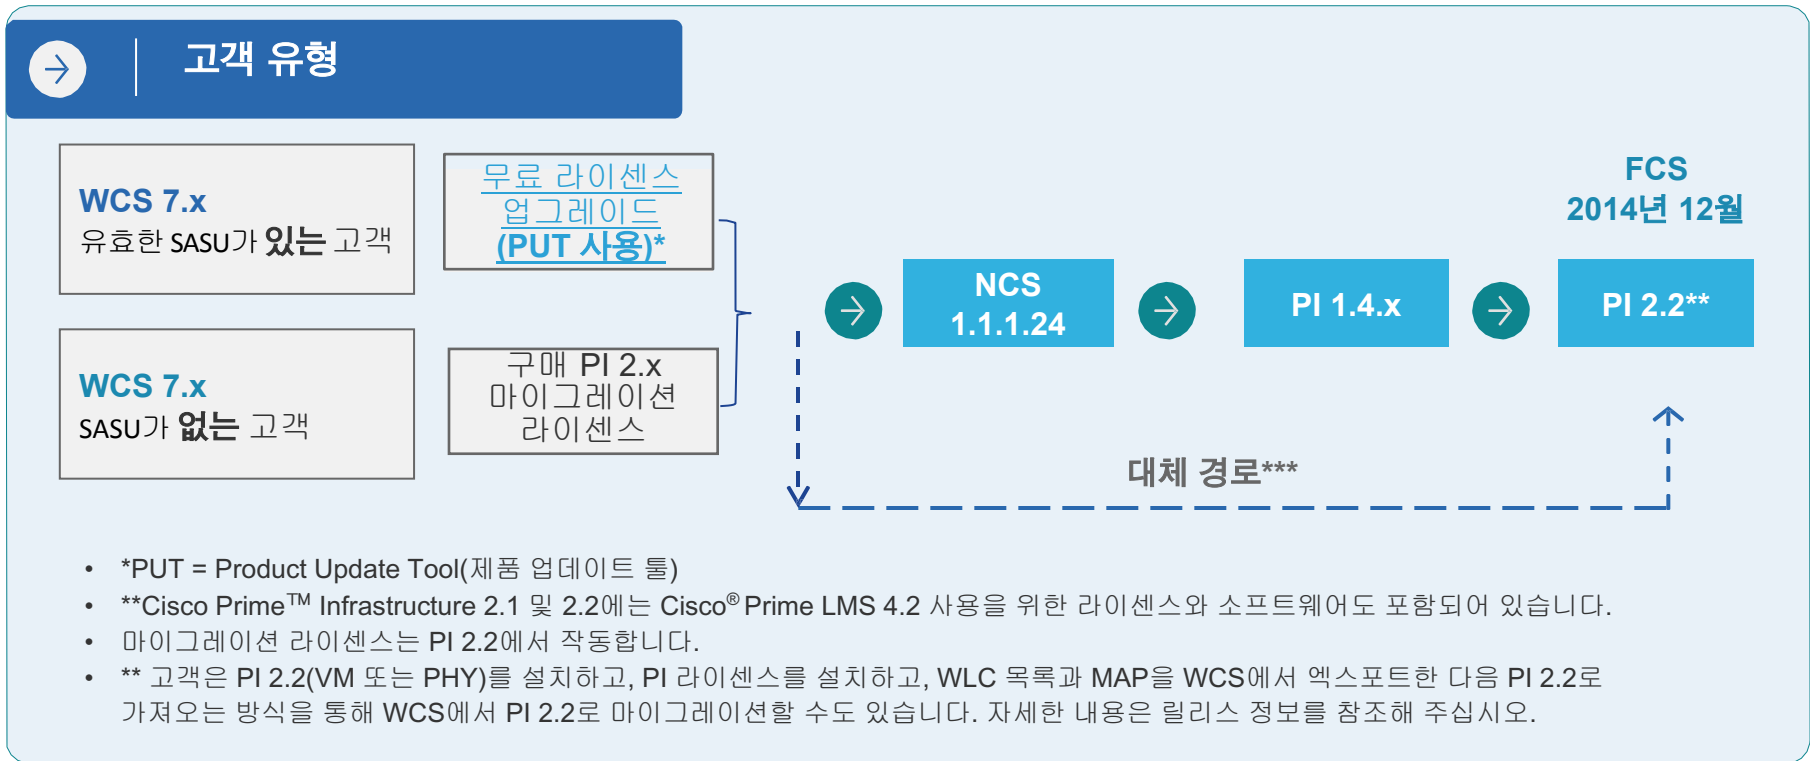 고객 유형
WCS 7.x
유효한 SASU가 있는 고객
무료 라이센스
업그레이드
(PUT 사용)*
WCS 7.x
SASU가 없는 고객
구매 PI 2.x
마이그레이션
라이센스
NCS
1.1.1.24
PI 1.4.x
FCS
2014년 12월
PI 2.2**
대체 경로***
• *PUT = Product Update Tool(제품 업데이트 툴)
• **Cisco Prime™ Infrastructure 2.1 및 2.2에는 Cisco® Prime LMS 4.2 사용을 위한 라이센스와 소프트웨어도 포함되어 있습니다.
• 마이그레이션 라이센스는 PI 2.2에서 작동합니다.
• ** 고객은 PI 2.2(VM 또는 PHY)를 설치하고, PI 라이센스를 설치하고, WLC 목록과 MAP을 WCS에서 엑스포트한 다음 PI 2.2로
가져오는 방식을 통해 WCS에서 PI 2.2로 마이그레이션할 수도 있습니다. 자세한 내용은 릴리스 정보를 참조해 주십시오.